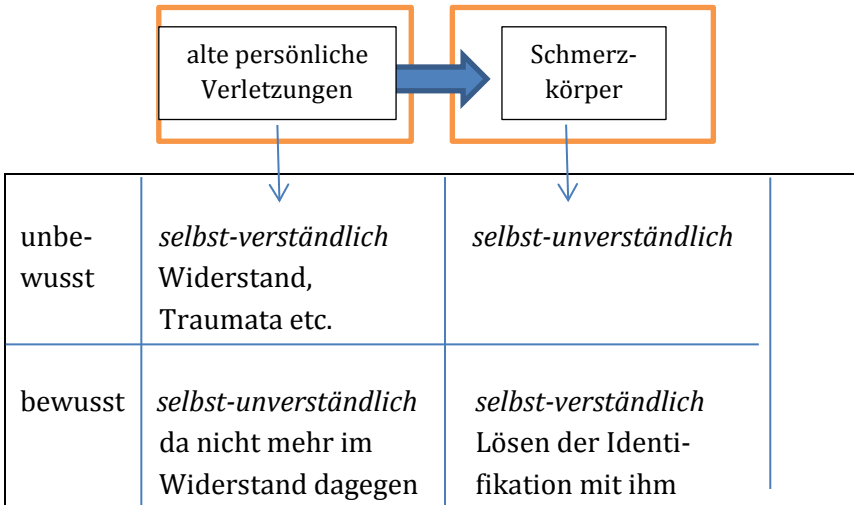 alte persönliche
Verletzungen
Schmerz-
körper
unbe-
wusst
selbst-verständlich
Widerstand,
Traumata etc.
selbst-unverständlich
bewusst
selbst-unverständlich
da nicht mehr im
Widerstand dagegen
selbst-verständlich
Lösen der Identi-
fikation mit ihm